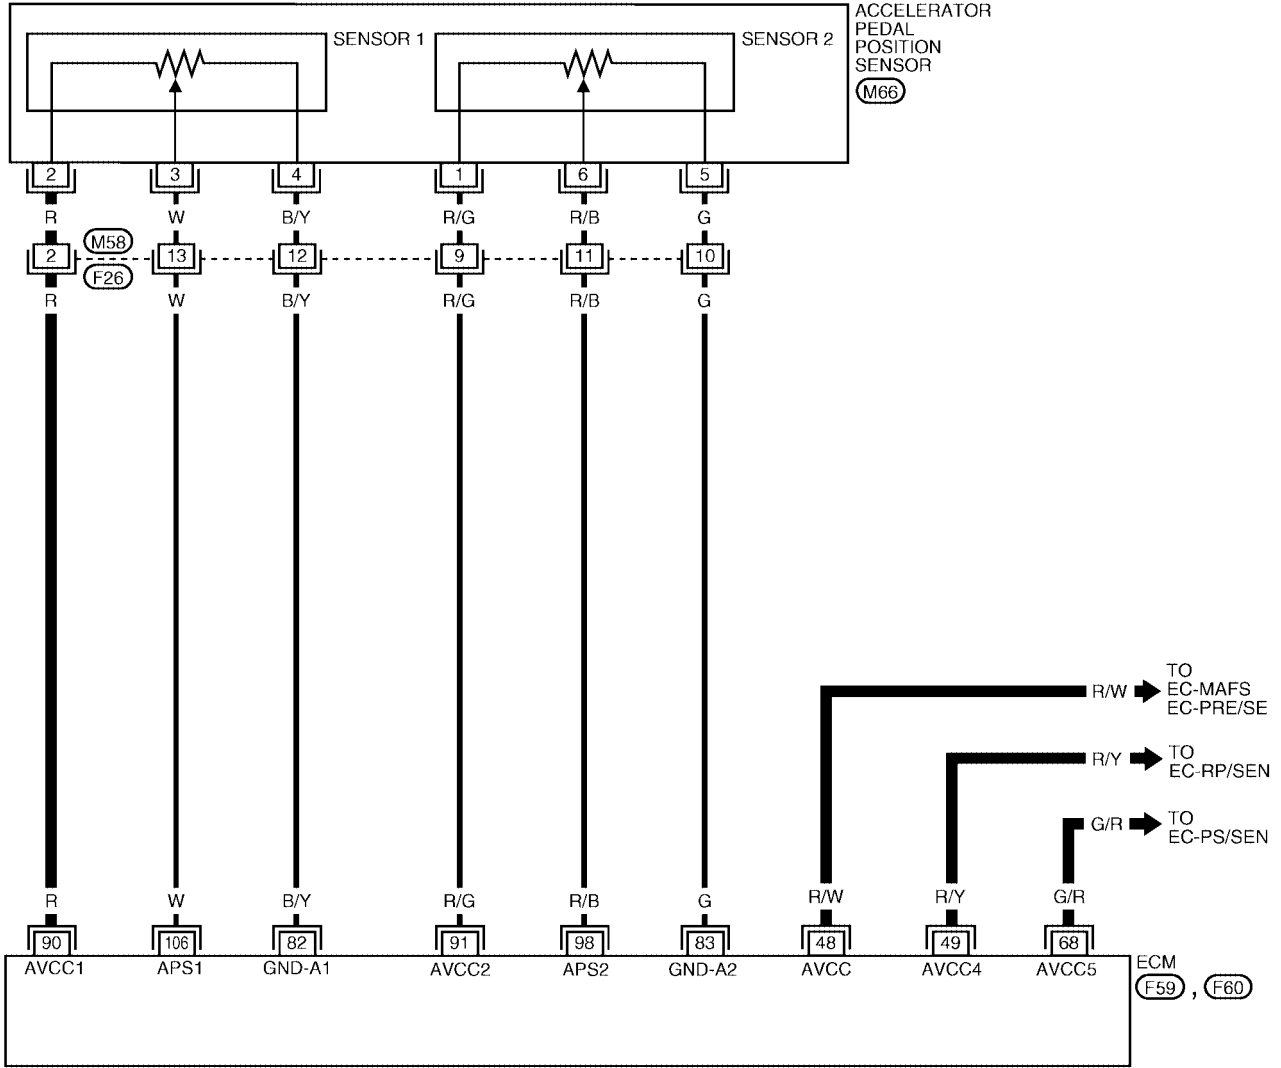 ACCELERATOR
PEDAL
POSITION
SENSOR
M66
SENSOR 1
SENSOR 2
2 3 4 1 6 5
R W B/Y R/G R/B G
M58
2 13 12 9 11 10
F26
R W B/Y R/G R/B G
R/W TO
EC-MAFS
EC-PRE/SE
R/Y TO
EC-RP/SEN
G/R TO
EC-PS/SEN
R W B/Y R/G R/B G R/W R/Y G/R
90 106 82 91 98 83 48 49 68
AVCC1 APS1 GND-A1 AVCC2 APS2 GND-A2 AVCC AVCC4 AVCC5
ECM
F59 , F60